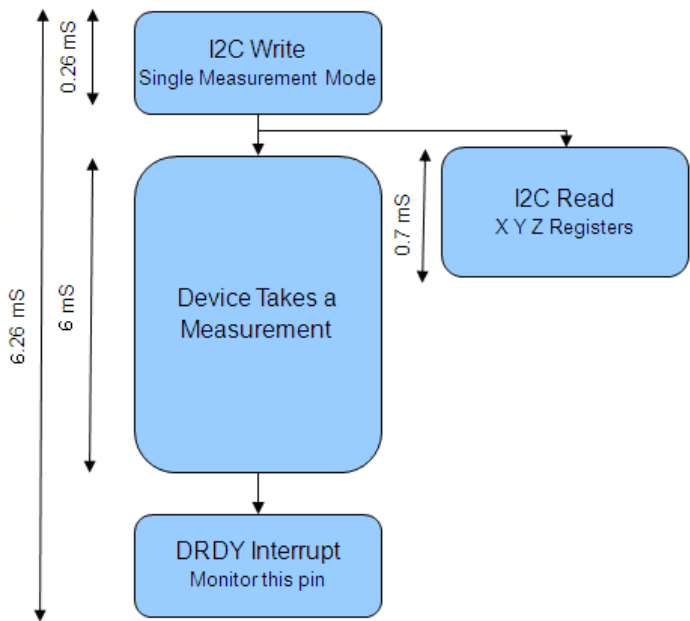 I2C Write
Single Measurement Mode
0.26 mS
I2C Read
X Y Z Registers
0.7 mS
Device Takes a
Measurement
6 mS
6.26 mS
DRDY Interrupt
Monitor this pin